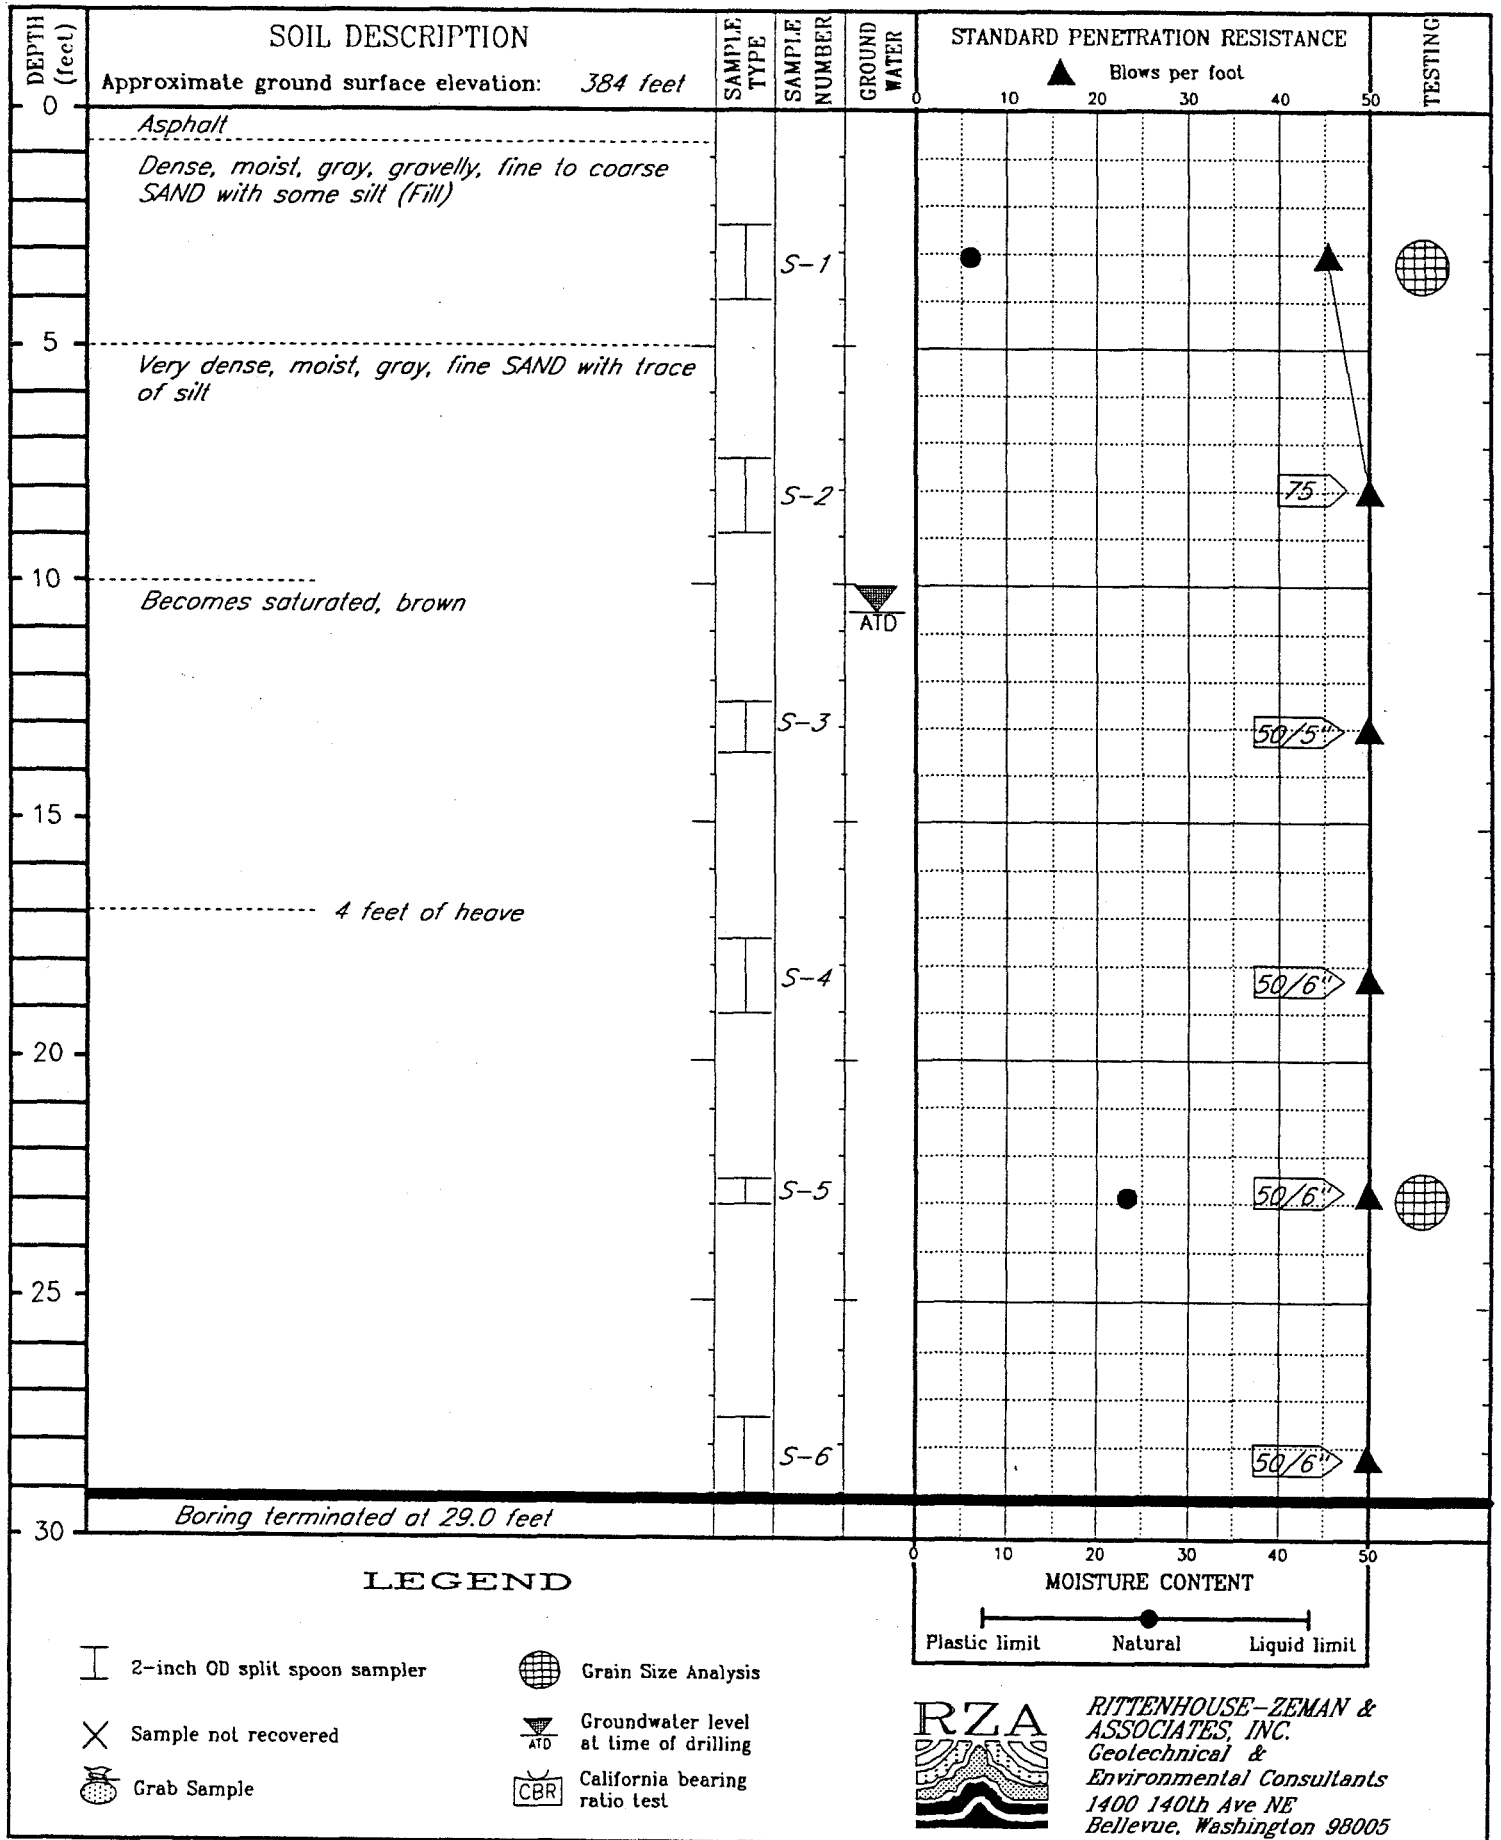 DEPTH
(feet)
SOIL DESCRIPTION
Approximate ground surface elevation: 384 feet
SAMPLE
TYPE
SAMPLE
NUMBER
GROUND
WATER
STANDARD PENETRATION RESISTANCE
▲ Blows per foot
TESTING
0 10 20 30 40 50
0
Asphalt
Dense, moist, gray, gravelly, fine to coarse
SAND with some silt (Fill)
S-1
5
Very dense, moist, gray, fine SAND with trace
of silt
S-2
75
10
Becomes saturated, brown
ATD
S-3
50/5"
15
4 feet of heave
S-4
50/6"
20
S-5
50/6"
25
S-6
50/6"
Boring terminated at 29.0 feet
30
0 10 20 30 40 50
MOISTURE CONTENT
Plastic limit Natural Liquid limit
LEGEND
2-inch OD split spoon sampler
Sample not recovered
Grab Sample
Grain Size Analysis
ATD
Groundwater level
at time of drilling
CBR
California bearing
ratio test
RZA
RITTENHOUSE-ZEMAN &
ASSOCIATES, INC.
Geotechnical &
Environmental Consultants
1400 140th Ave NE
Bellevue, Washington 98005